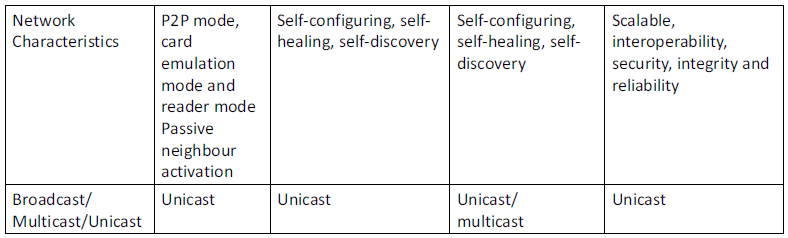 Network
Characteristics
P2P mode,
card
emulation
mode and
reader mode
Passive
neighbour
activation
Self-configuring, self-
healing, self-discovery
Self-configuring,
self-healing, self-
discovery
Scalable,
interoperability,
security, integrity and
reliability
Broadcast/
Multicast/Unicast
Unicast
Unicast
Unicast/
multicast
Unicast